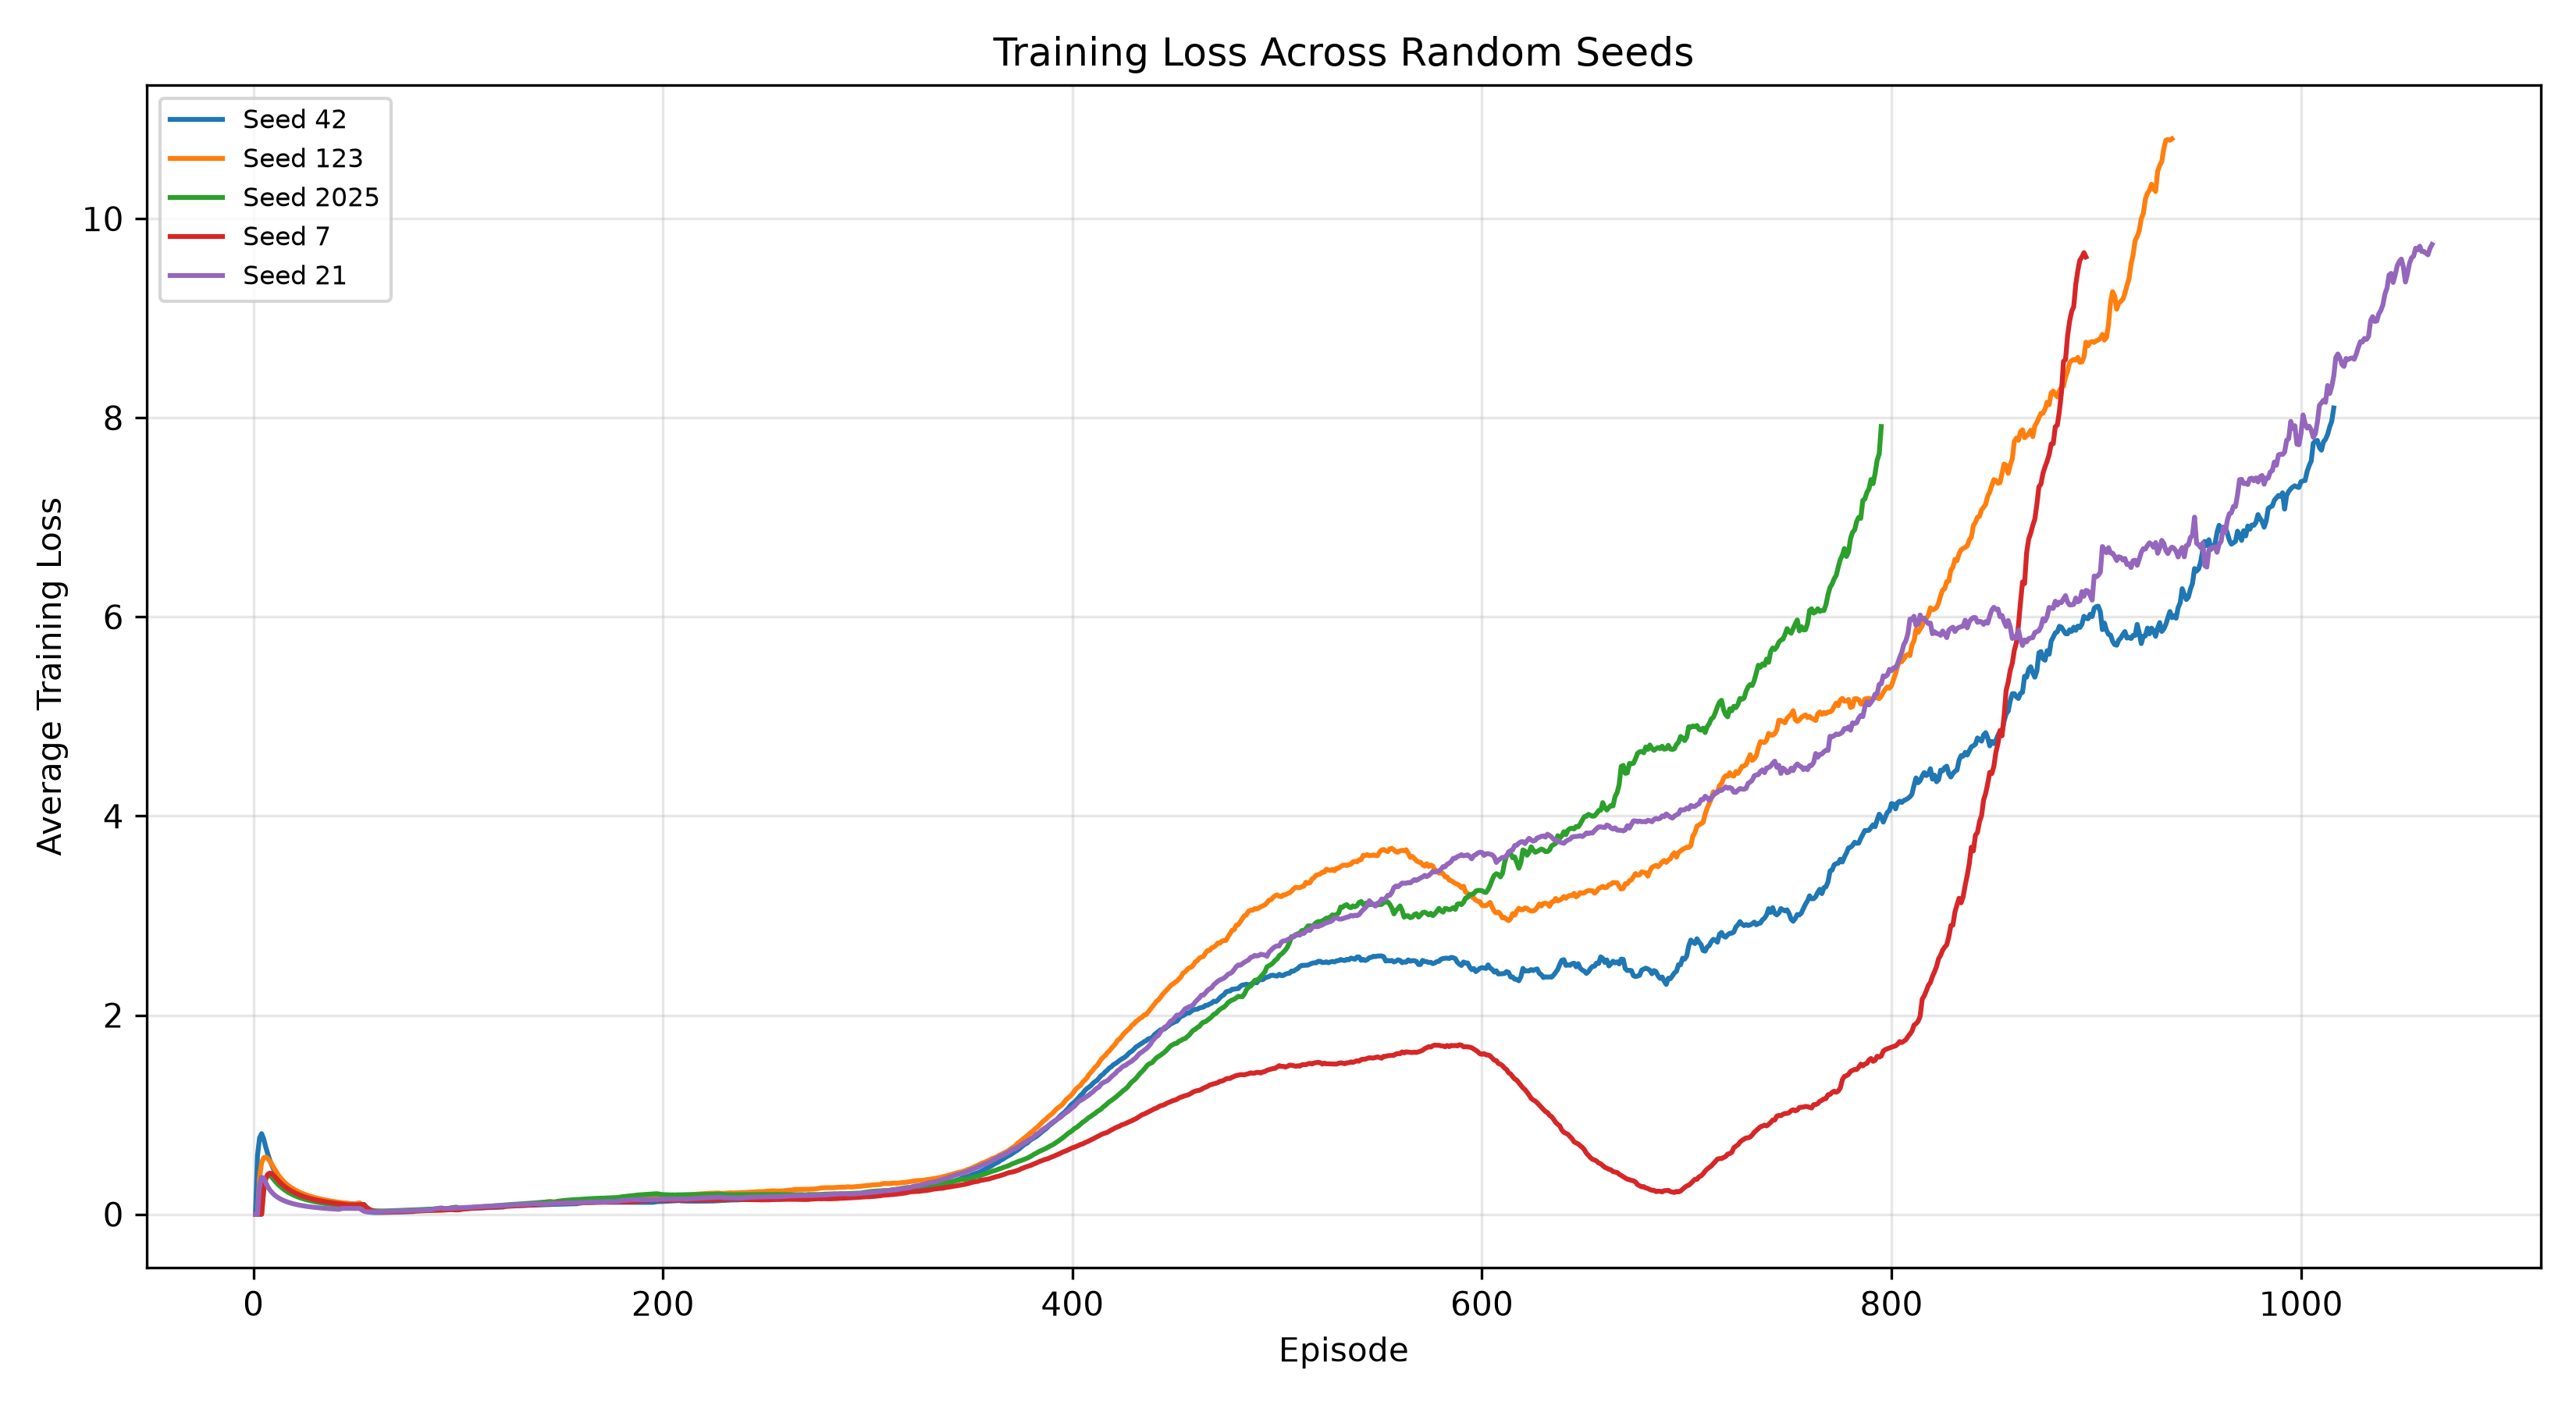 Training Loss Across Random Seeds
Seed 42
Seed 123
Seed 2025
Seed 7
Seed 21
10
8
6
4
2
0
Average Training Loss
0 200 400 600 800 1000
Episode